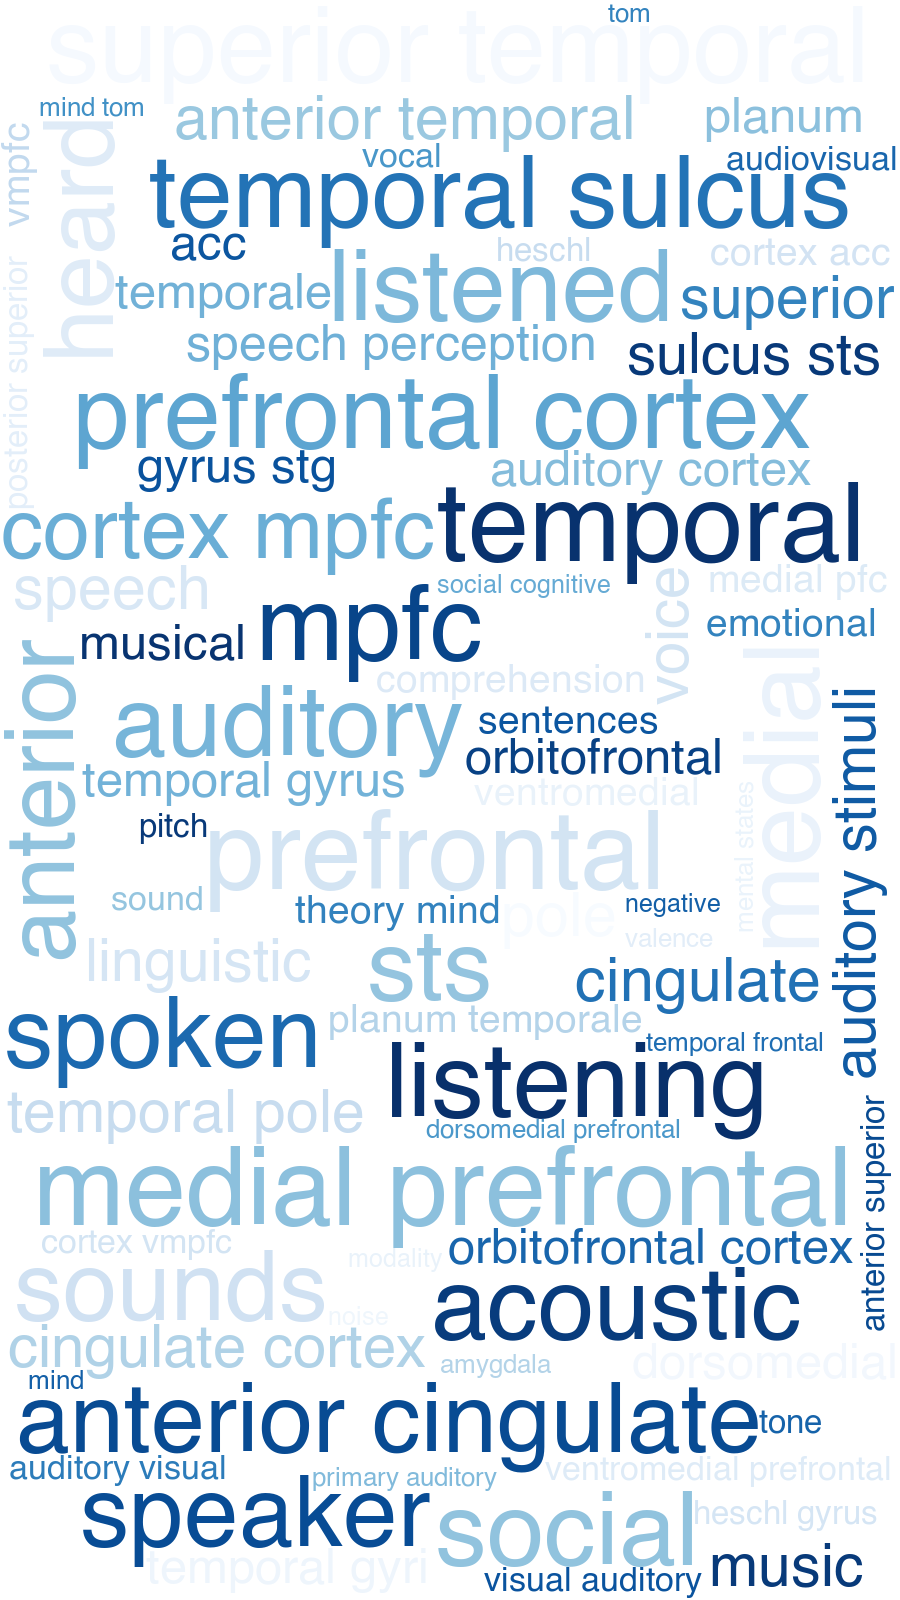 tom
superior temporal
mind tom
anterior temporal
planum
vmpfc
heard
vocal
audiovisual
temporal sulcus
acc
heschl
cortex acc
posterior superior
temporale
listened
superior
speech perception
sulcus sts
prefrontal cortex
gyrus stg
auditory cortex
cortex mpfc
temporal
speech
social cognitive
voice
medial pfc
musical
mpfc
emotional
anterior
comprehension
medial
auditory
sentences
auditory stimuli
orbitofrontal
temporal gyrus
ventromedial
mental states
pitch
prefrontal
sound
theory mind
pole
negative
valence
linguistic
sts
cingulate
spoken
planum temporale
temporal frontal
listening
temporal pole
dorsomedial prefrontal
anterior superior
medial prefrontal
cortex vmpfc
modality
orbitofrontal cortex
sounds
noise
acoustic
cingulate cortex
amygdala
dorsomedial
mind
anterior cingulate
tone
auditory visual
primary auditory
ventromedial prefrontal
speaker
social
heschl gyrus
temporal gyri
visual auditory
music